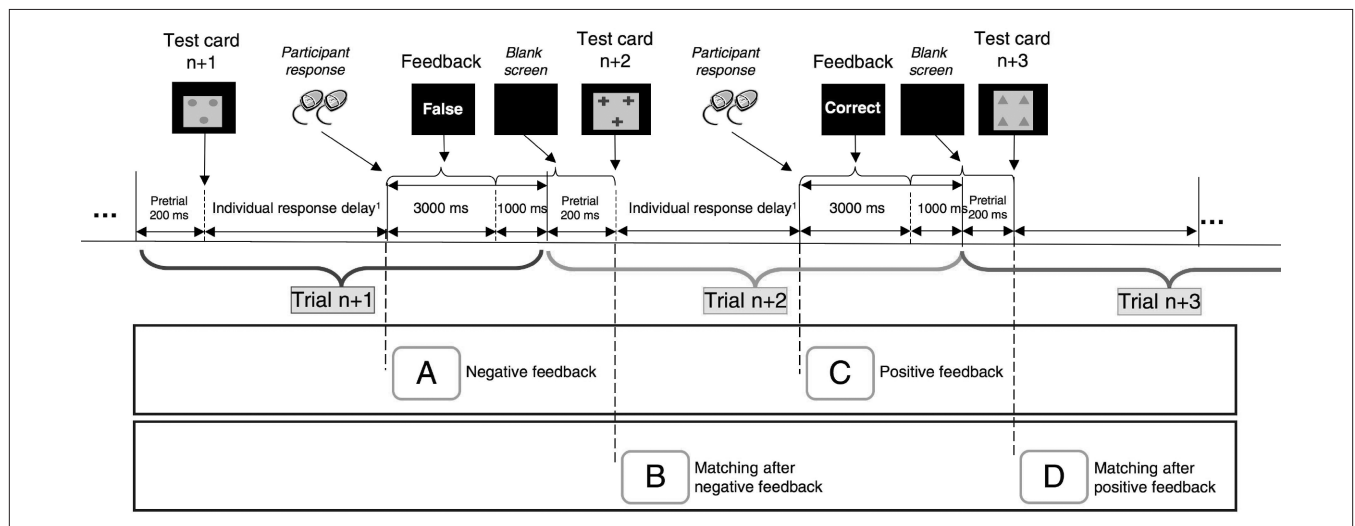 Test card
n+1
Participant
response
Feedback
Blank
screen
Test card
n+2
Participant
response
Feedback
Blank
screen
Test card
n+3
False
Correct
...
Pretrial
200 ms
Individual response delay¹
3000 ms
1000 ms
Pretrial
200 ms
Individual response delay¹
3000 ms
1000 ms
Pretrial
200 ms
...
Trial n+1
Trial n+2
Trial n+3
A
Negative feedback
C
Positive feedback
B
Matching after
negative feedback
D
Matching after
positive feedback